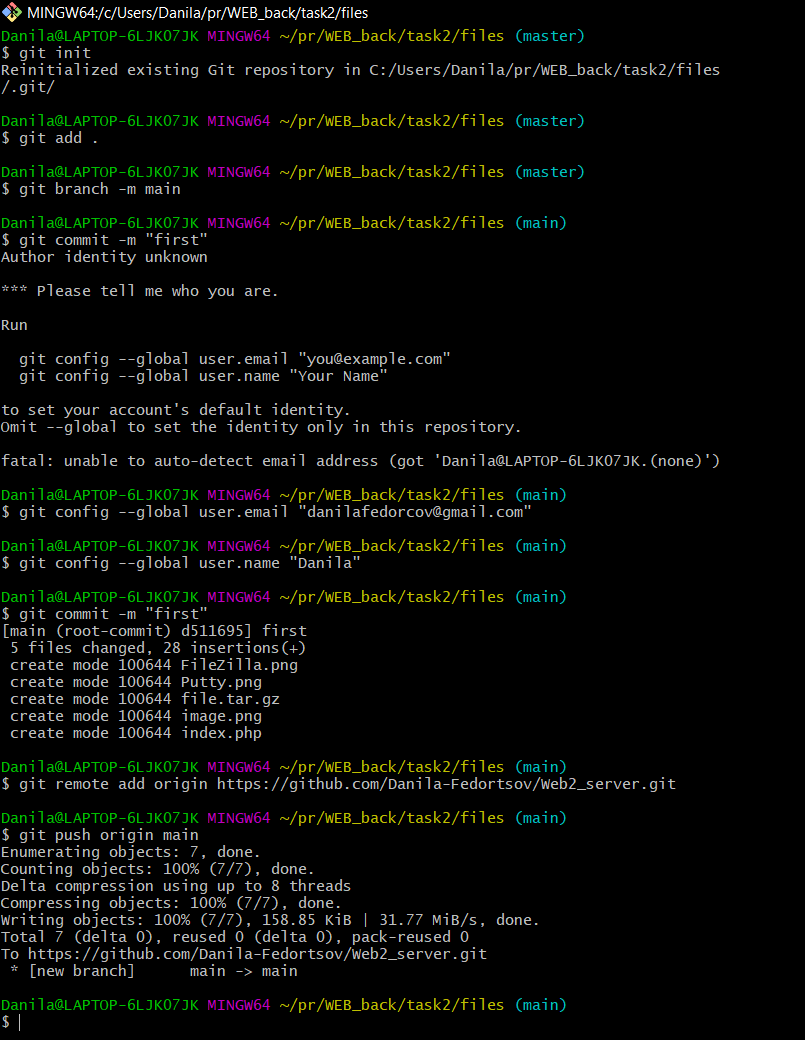 MINGW64:/c/Users/Danila/pr/WEB_back/task2/files
Danila@LAPTOP-6LJKO7JK MINGW64 ~/pr/WEB_back/task2/files (master)
$ git init
Reinitialized existing Git repository in C:/Users/Danila/pr/WEB_back/task2/files
/.git/
Danila@LAPTOP-6LJKO7JK MINGW64 ~/pr/WEB_back/task2/files (master)
$ git add .
Danila@LAPTOP-6LJKO7JK MINGW64 ~/pr/WEB_back/task2/files (master)
$ git branch -m main
Danila@LAPTOP-6LJKO7JK MINGW64 ~/pr/WEB_back/task2/files (main)
$ git commit -m "first"
Author identity unknown
*** Please tell me who you are.
Run
git config --global user.email "you@example.com"
git config --global user.name "Your Name"
to set your account's default identity.
Omit --global to set the identity only in this repository.
fatal: unable to auto-detect email address (got 'Danila@LAPTOP-6LJKO7JK.(none)')
Danila@LAPTOP-6LJKO7JK MINGW64 ~/pr/WEB_back/task2/files (main)
$ git config --global user.email "danilafedorcov@gmail.com"
Danila@LAPTOP-6LJKO7JK MINGW64 ~/pr/WEB_back/task2/files (main)
$ git config --global user.name "Danila"
Danila@LAPTOP-6LJKO7JK MINGW64 ~/pr/WEB_back/task2/files (main)
$ git commit -m "first"
[main (root-commit) d511695] first
5 files changed, 28 insertions(+)
create mode 100644 FileZilla.png
create mode 100644 Putty.png
create mode 100644 file.tar.gz
create mode 100644 image.png
create mode 100644 index.php
Danila@LAPTOP-6LJKO7JK MINGW64 ~/pr/WEB_back/task2/files (main)
$ git remote add origin https://github.com/Danila-Fedortsov/Web2_server.git
Danila@LAPTOP-6LJKO7JK MINGW64 ~/pr/WEB_back/task2/files (main)
$ git push origin main
Enumerating objects: 7, done.
Counting objects: 100% (7/7), done.
Delta compression using up to 8 threads
Compressing objects: 100% (7/7), done.
Writing objects: 100% (7/7), 158.85 KiB | 31.77 MiB/s, done.
Total 7 (delta 0), reused 0 (delta 0), pack-reused 0
To https://github.com/Danila-Fedortsov/Web2_server.git
* [new branch]      main -> main
Danila@LAPTOP-6LJKO7JK MINGW64 ~/pr/WEB_back/task2/files (main)
$